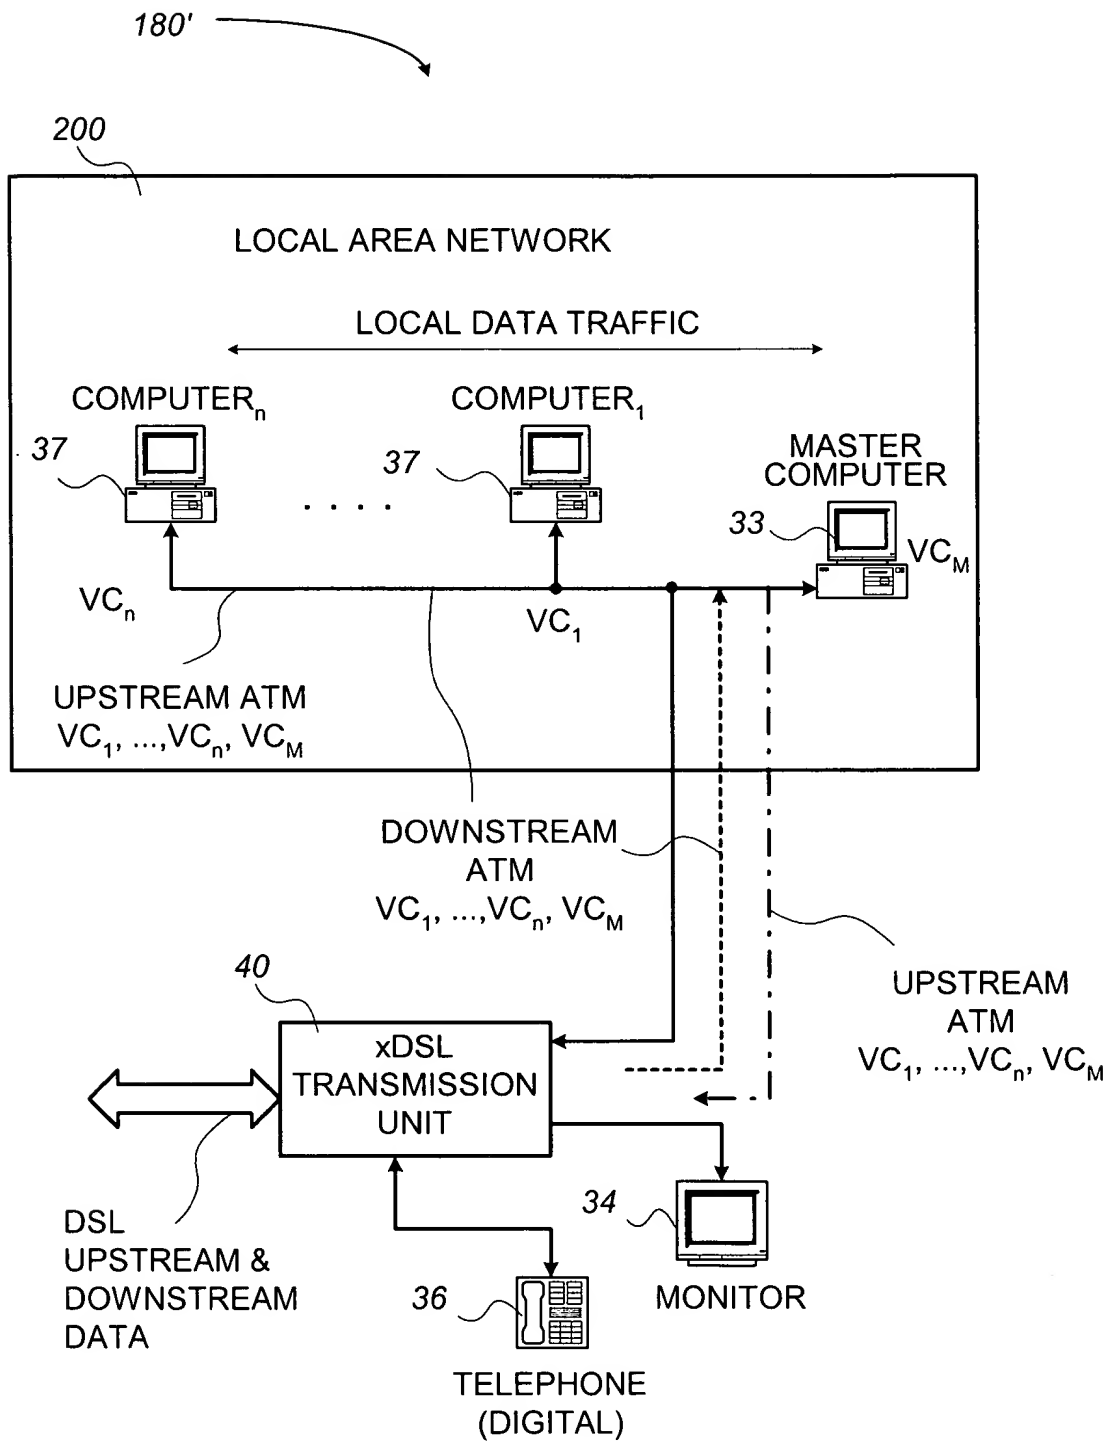 180'
200
LOCAL AREA NETWORK
LOCAL DATA TRAFFIC
COMPUTERn
COMPUTER1
MASTER
COMPUTER
37
37
33
. . . .
VCM
VCn
VC1
UPSTREAM ATM
VC1, ...,VCn, VCM
DOWNSTREAM
ATM
VC1, ...,VCn, VCM
UPSTREAM
ATM
VC1, ...,VCn, VCM
40
xDSL
TRANSMISSION
UNIT
DSL
UPSTREAM &
DOWNSTREAM
DATA
34
MONITOR
36
TELEPHONE
(DIGITAL)